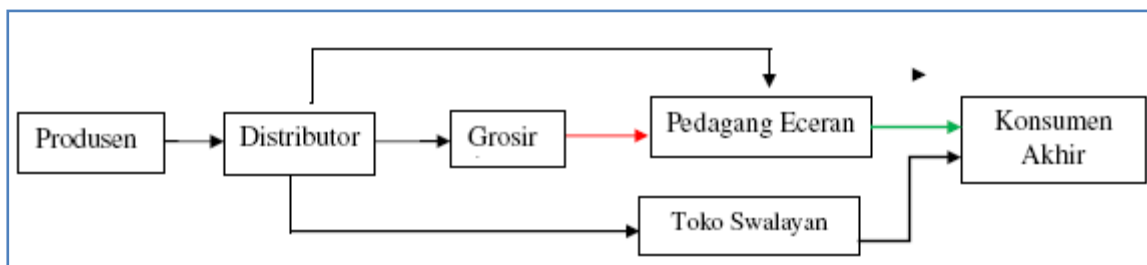 Produsen
Distributor
Grosir
Pedagang Eceran
Konsumen
Akhir
Toko Swalayan